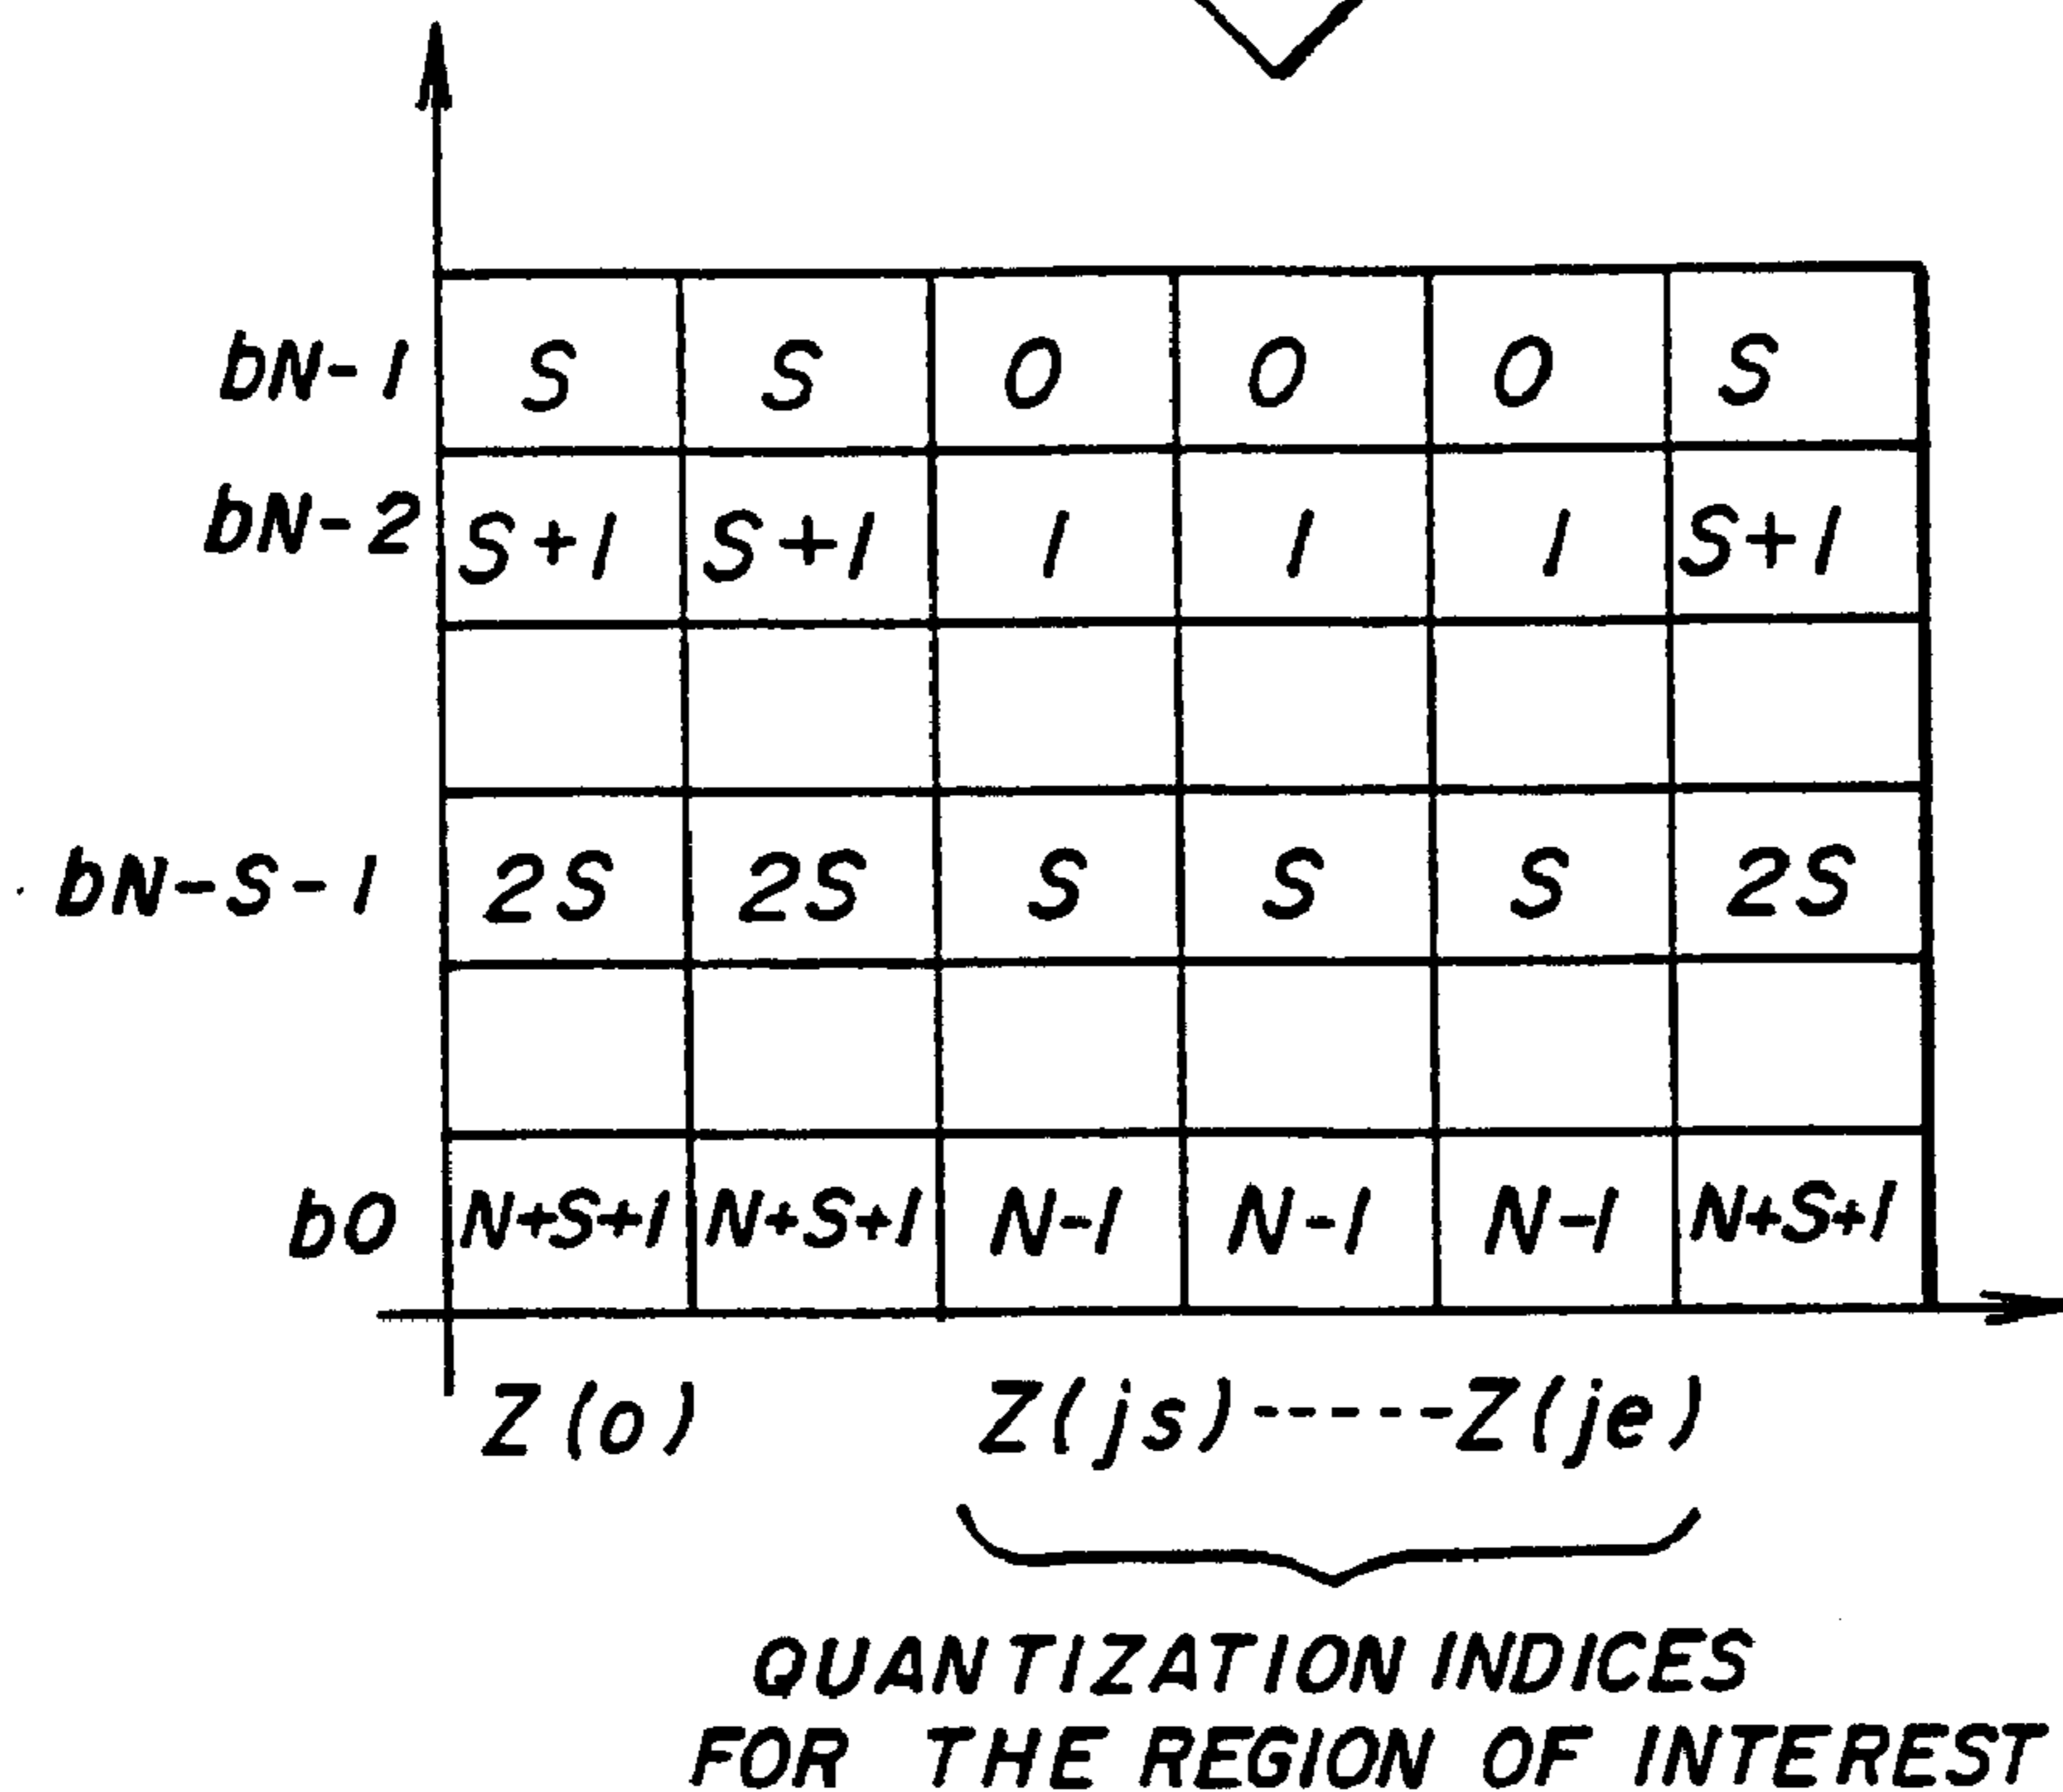 bN-1 S S 0 0 0 S
bN-2 S+1 S+1 1 1 1 S+1
bN-S-1 2S 2S S S S 2S
b0 N+S+1 N+S+1 N-1 N-1 N-1 N+S+1
Z(o) Z(js)-----Z(je)
QUANTIZATION INDICES
FOR THE REGION OF INTEREST